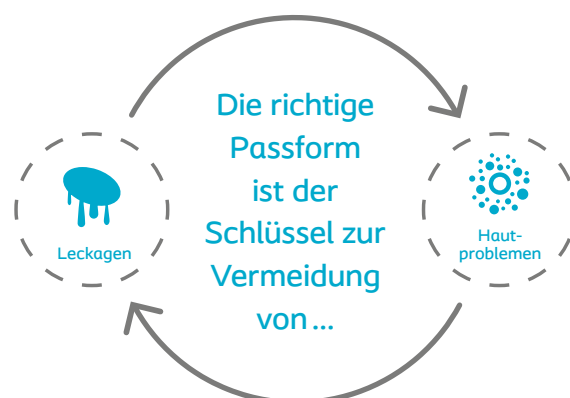 Die richtige
Passform
ist der
Schlüssel zur
Vermeidung
von ...
Leckagen
Haut-
problemen